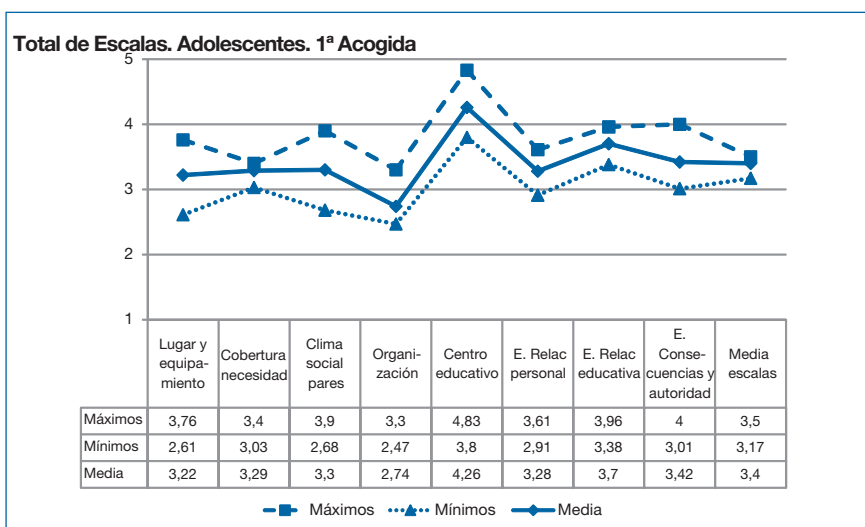 Total de Escalas. Adolescentes. 1ª Acogida
5
4
3
2
1
Lugar y equipa-miento Cobertura necesidad Clima social pares Organi-zación Centro educativo E. Relac personal E. Relac educativa E. Conse-cuencias y autoridad Media escalas
Máximos 3,76 3,4 3,9 3,3 4,83 3,61 3,96 4 3,5
Mínimos 2,61 3,03 2,68 2,47 3,8 2,91 3,38 3,01 3,17
Media 3,22 3,29 3,3 2,74 4,26 3,28 3,7 3,42 3,4
Máximos Mínimos Media